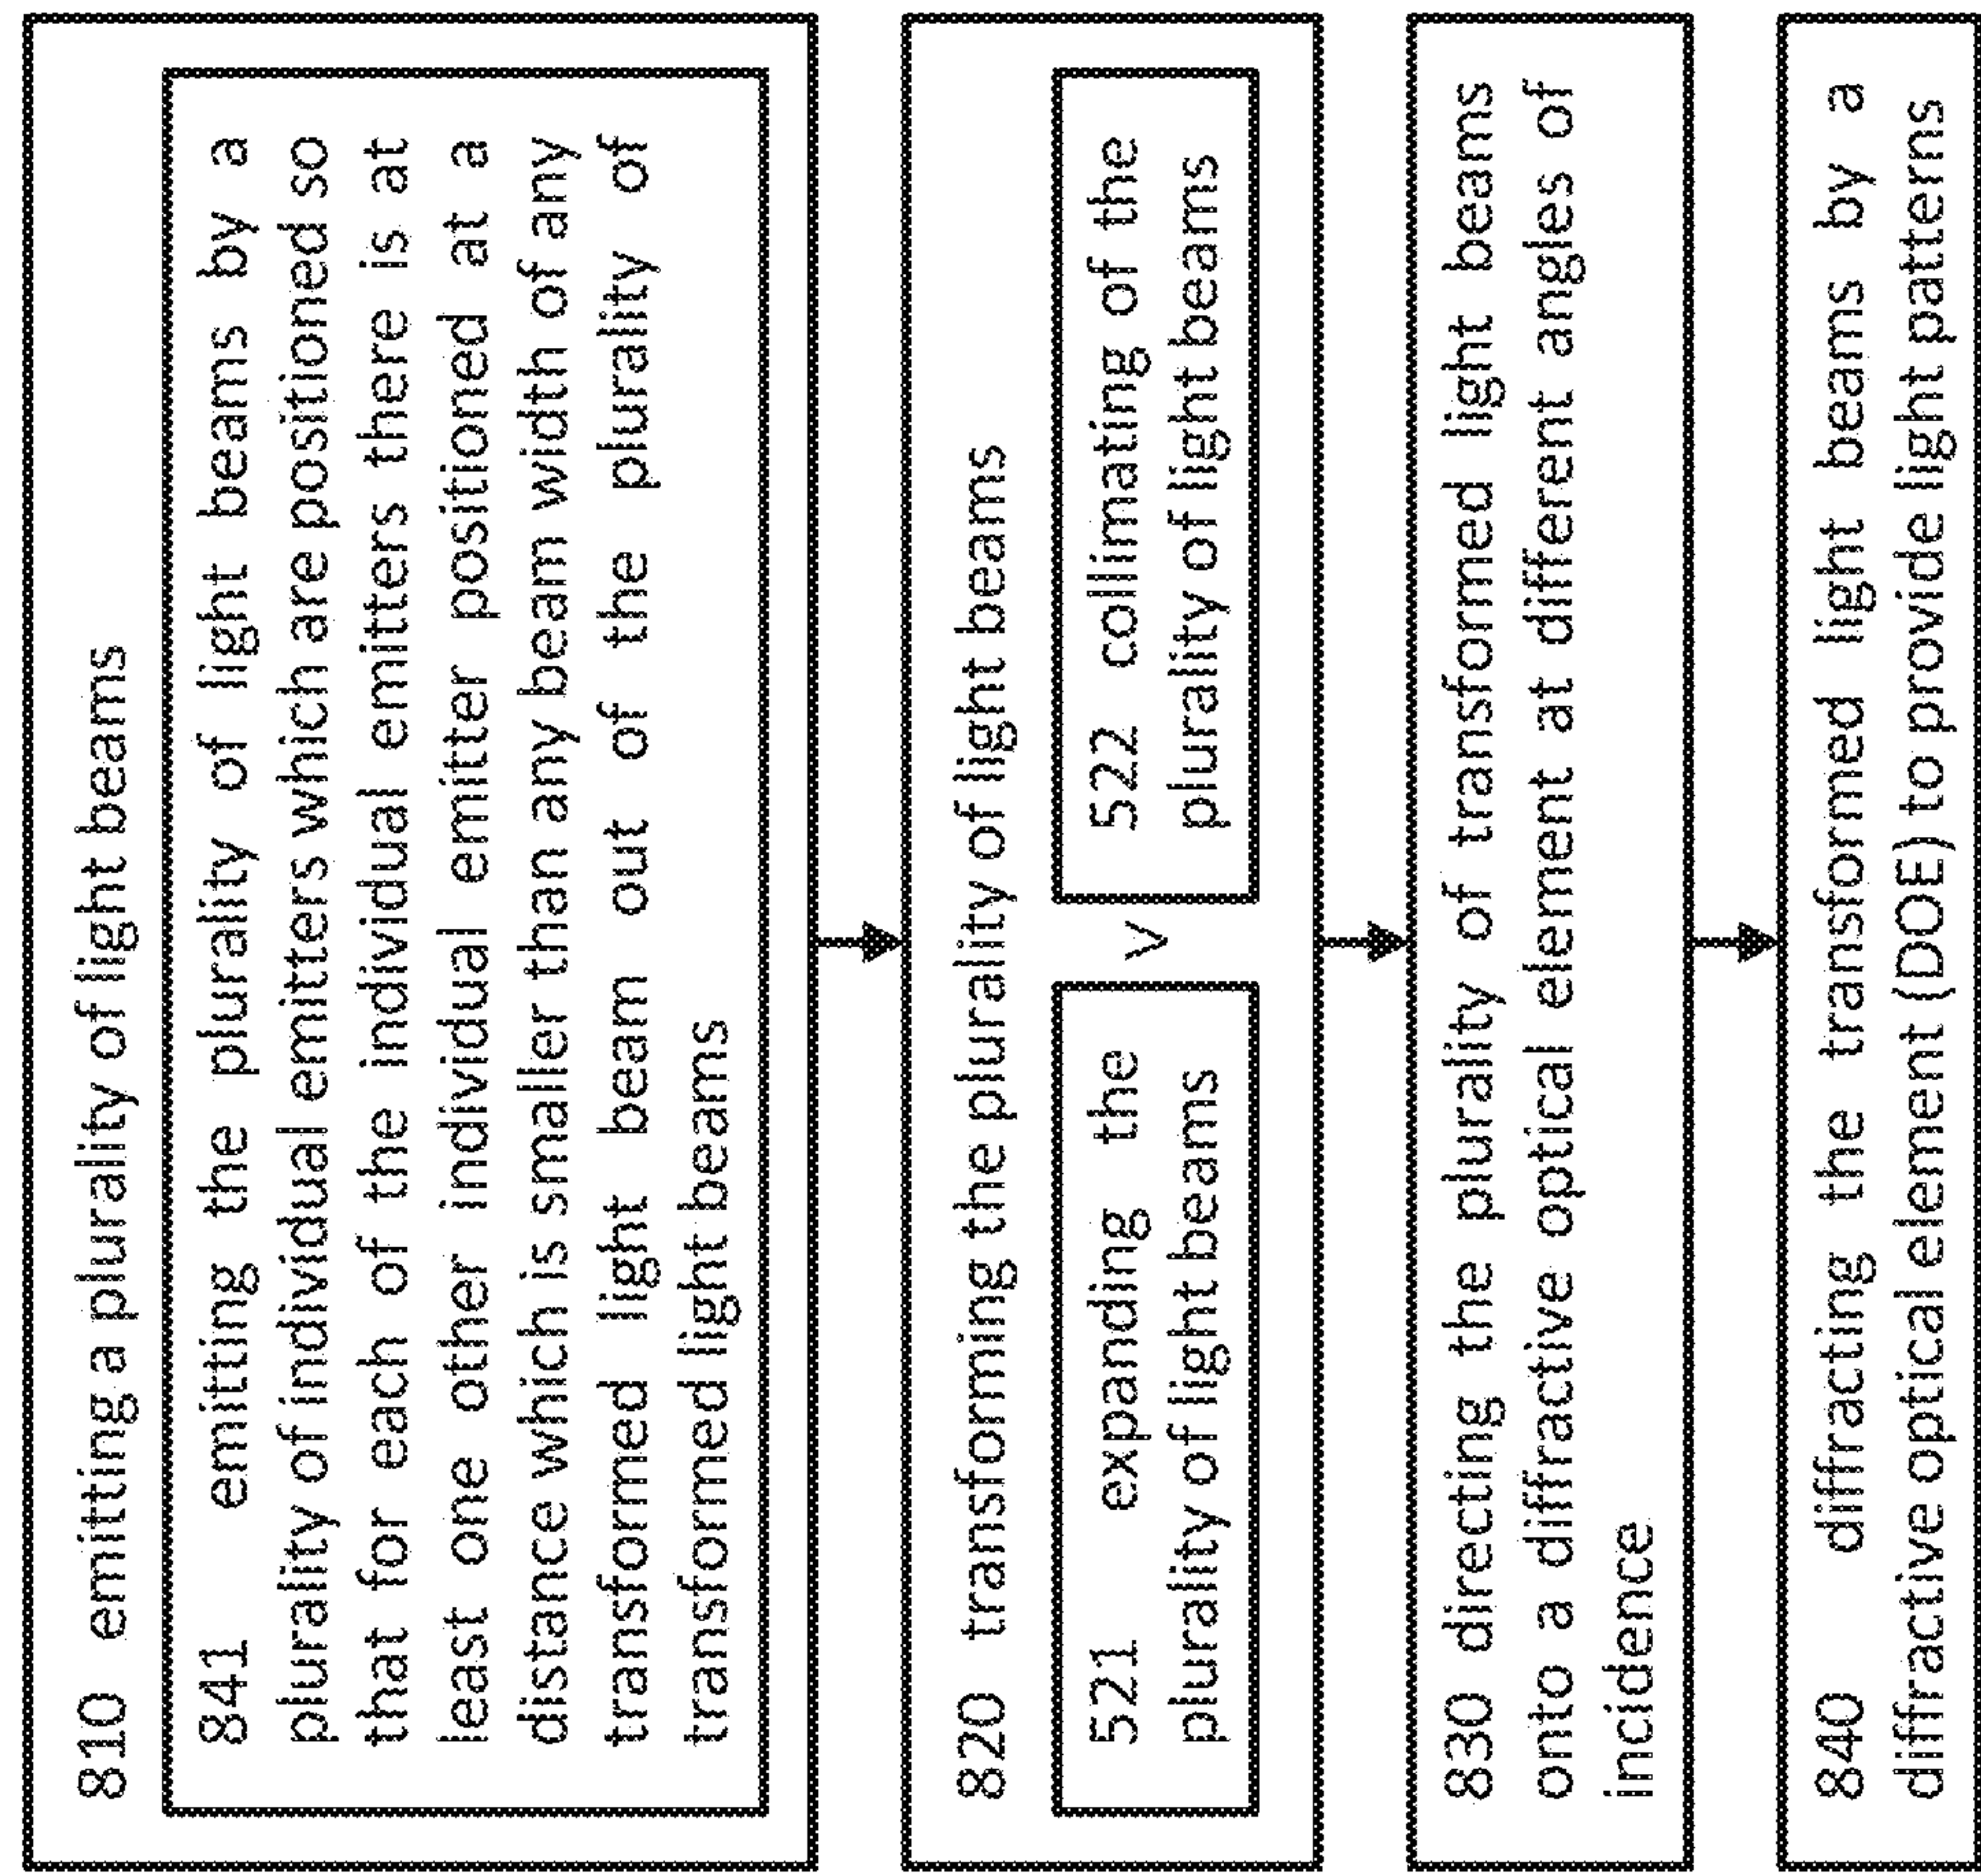 810 emitting a plurality of light beams
841 emitting the plurality of light beams by a
plurality of individual emitters which are positioned so
that for each of the individual emitters there is at
least one other individual emitter positioned at a
distance which is smaller than any beam width of any
transformed light beam out of the plurality of
transformed light beams
820 transforming the plurality of light beams
521 expanding the
plurality of light beams
V
522 collimating of the
plurality of light beams
830 directing the plurality of transformed light beams
onto a diffractive optical element at different angles of
incidence
840 diffracting the transformed light beams by a
diffractive optical element (DOE) to provide light patterns